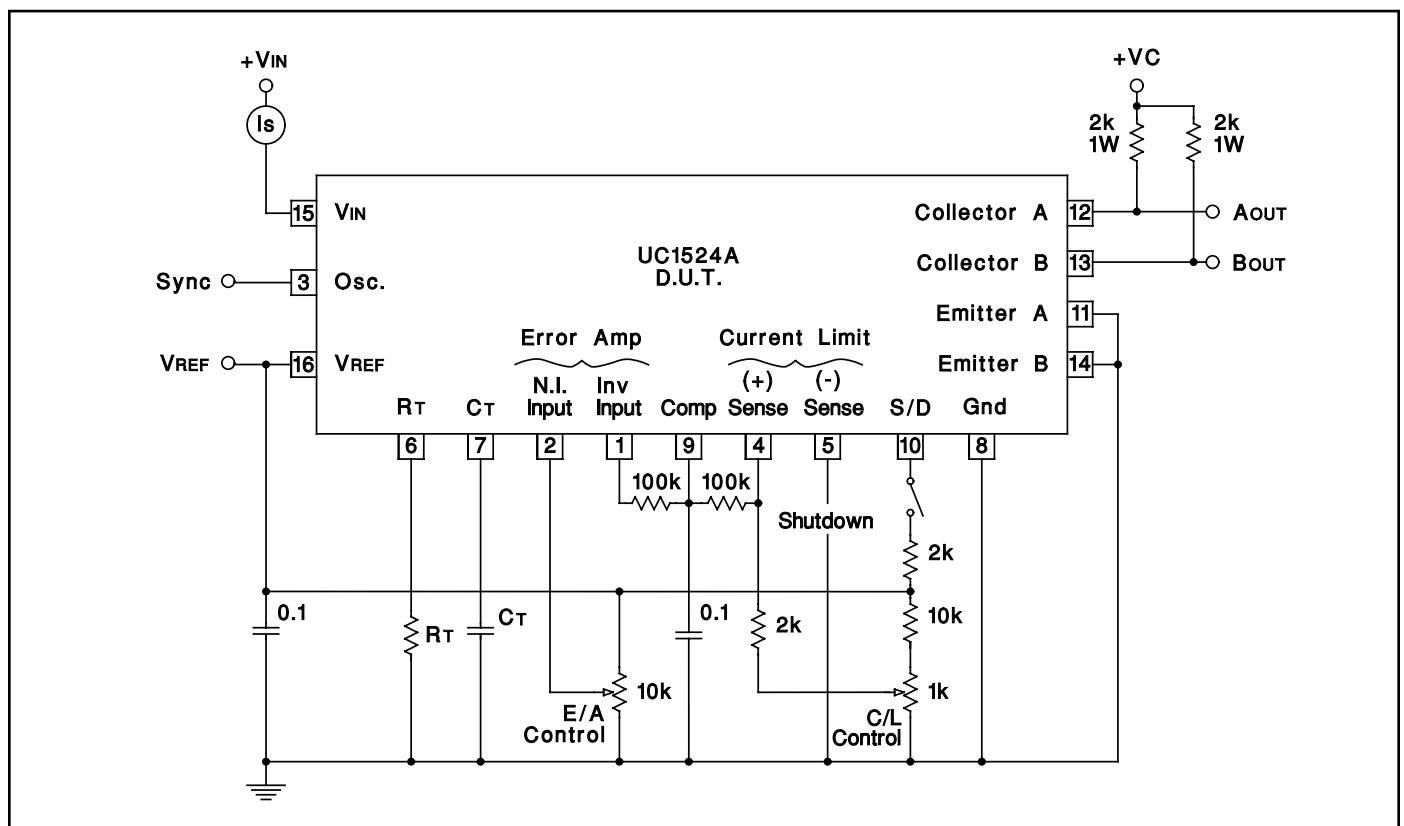 +VIN
Is
+VC
2k
1W
2k
1W
15 VIN
Collector A 12
AOUT
UC1524A
D.U.T.
Collector B 13
BOUT
Sync
3 Osc.
Emitter A 11
Error Amp
Current Limit
VREF
16 VREF
Emitter B 14
RT
CT
N.I.
Input
Inv
Input
Comp
(+)
Sense
(-)
Sense
S/D
Gnd
6
7
2
1
9
4
5
10
8
100k
100k
Shutdown
2k
0.1
RT
CT
0.1
2k
10k
10k
1k
E/A
Control
C/L
Control